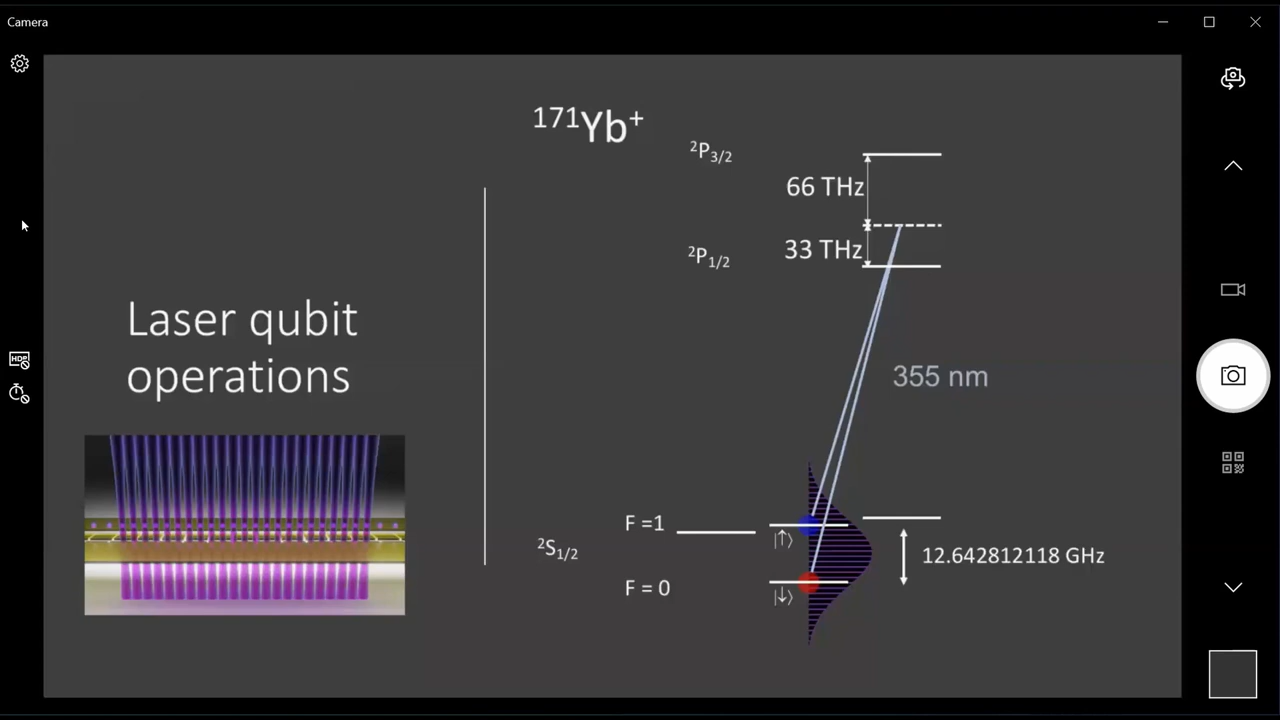 Camera
171Yb+
2P3/2
66 THz
33 THz
2P1/2
Laser qubit
operations
355 nm
F =1
|↑⟩
2S1/2
12.642812118 GHz
F = 0
|↓⟩
HDR